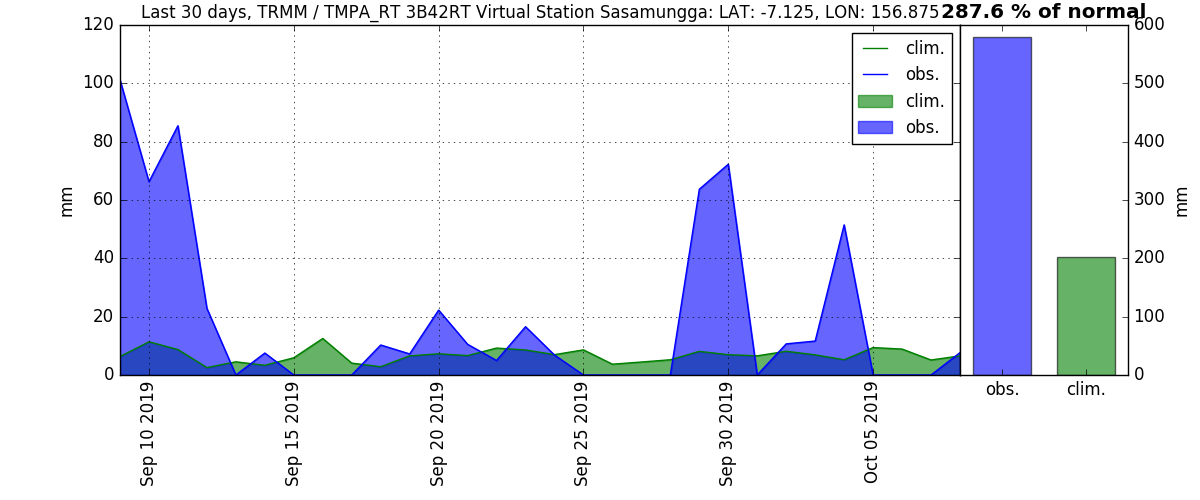 Last 30 days, TRMM / TMPA_RT 3B42RT Virtual Station Sasamungga: LAT: -7.125, LON: 156.875
287.6 % of normal
120
100
80
60
40
20
0
mm
clim.
obs.
clim.
obs.
Sep 10 2019
Sep 15 2019
Sep 20 2019
Sep 25 2019
Sep 30 2019
Oct 05 2019
600
500
400
300
200
100
0
mm
obs.
clim.